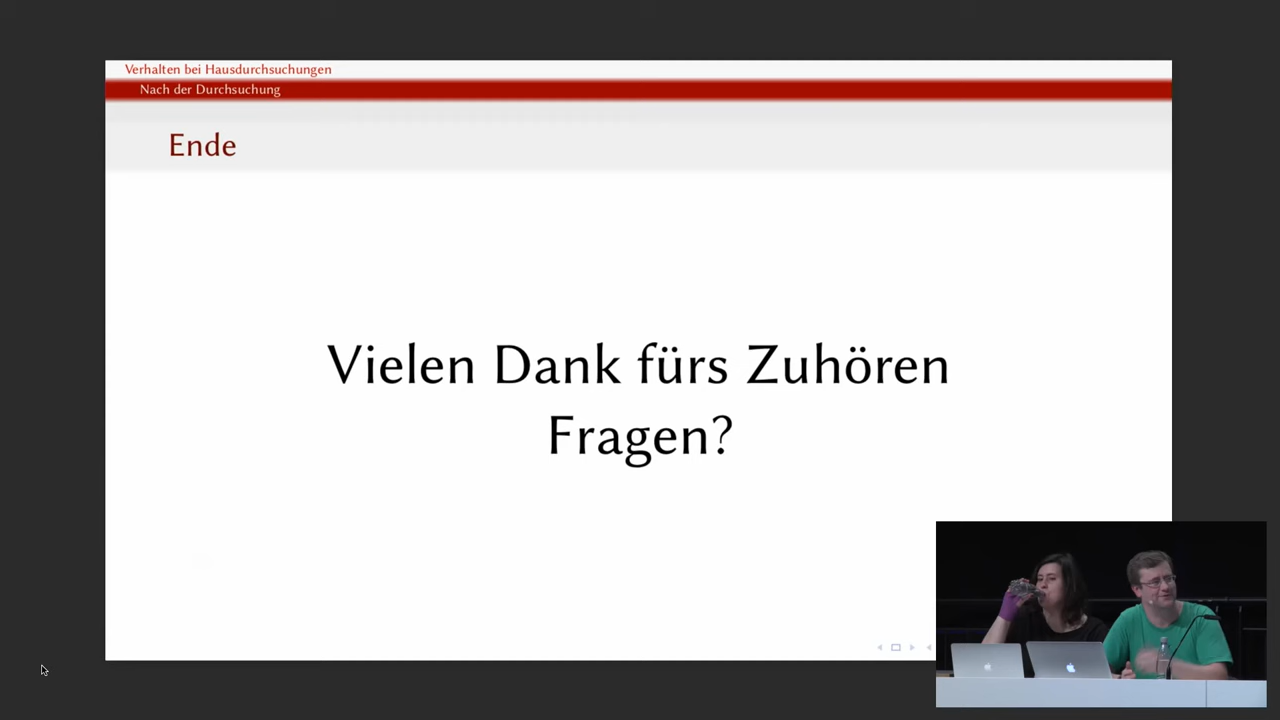 Verhalten bei Hausdurchsuchungen
Nach der Durchsuchung
Ende
Vielen Dank fürs Zuhören
Fragen?